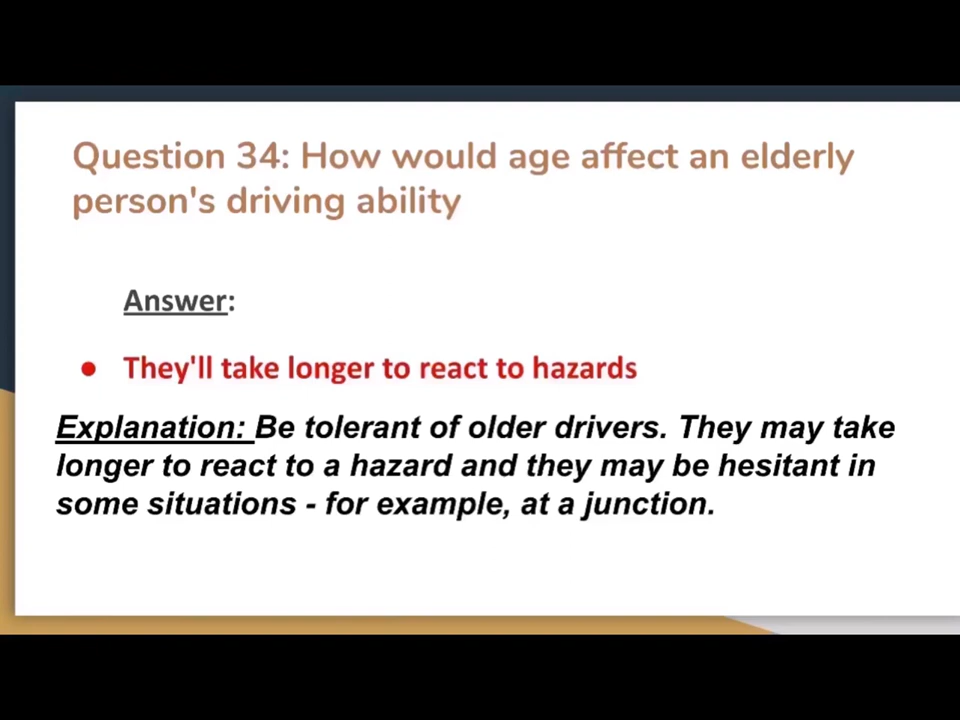 Question 34: How would age affect an elderly
person's driving ability
Answer:
● They'll take longer to react to hazards
Explanation: Be tolerant of older drivers. They may take
longer to react to a hazard and they may be hesitant in
some situations - for example, at a junction.